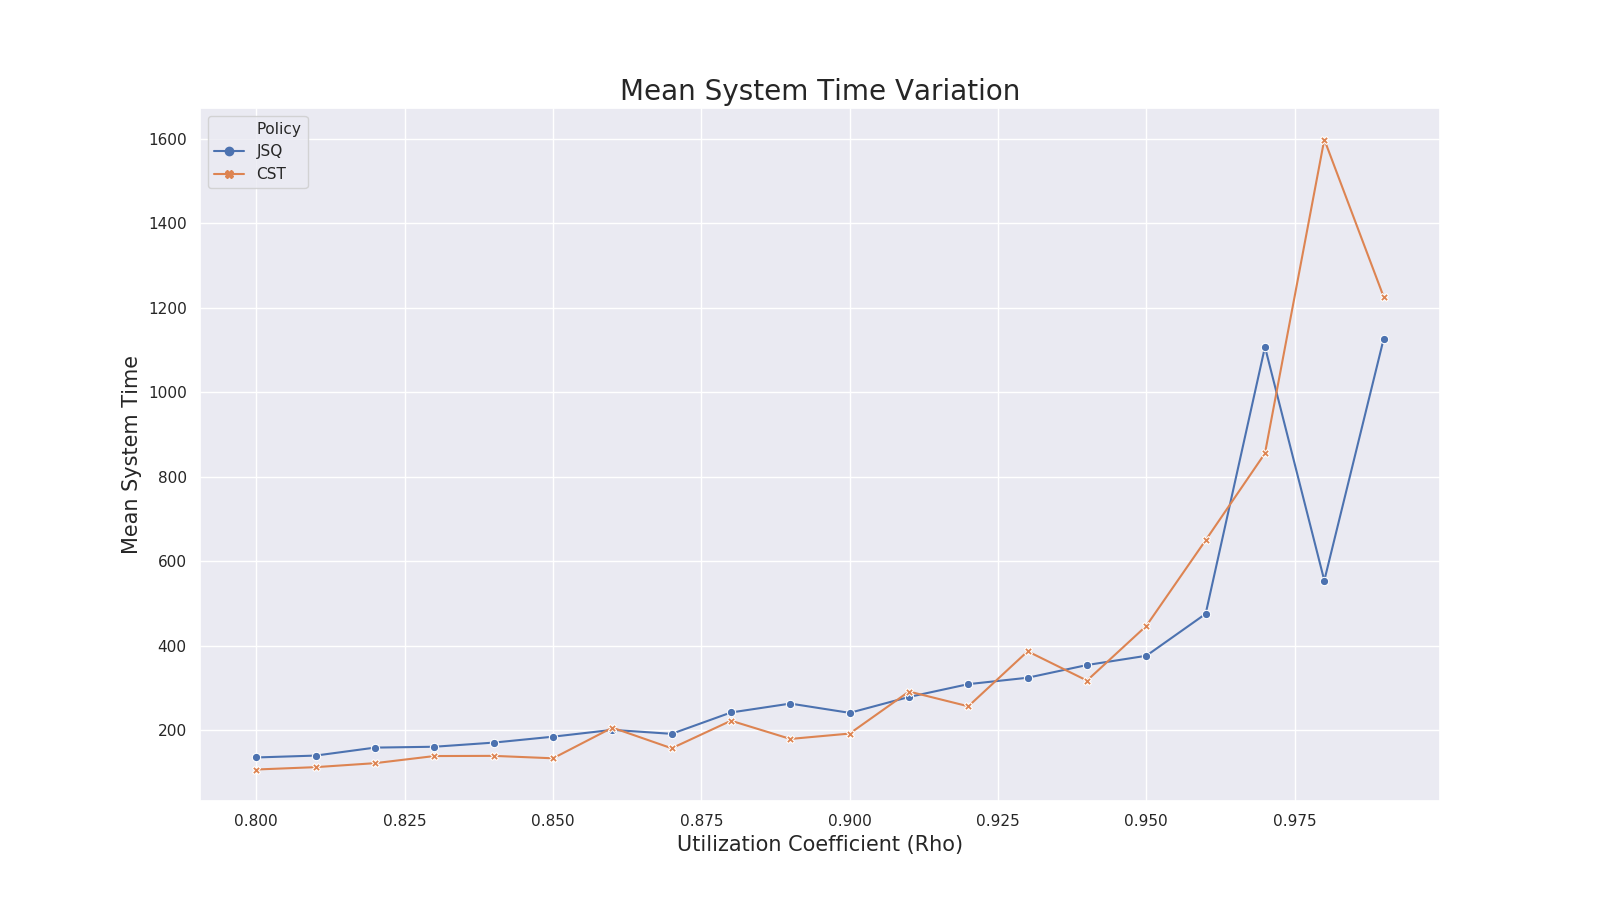 Mean System Time Variation
Policy
JSQ
CST
Mean System Time
1600
1400
1200
1000
800
600
400
200
0.800 0.825 0.850 0.875 0.900 0.925 0.950 0.975
Utilization Coefficient (Rho)